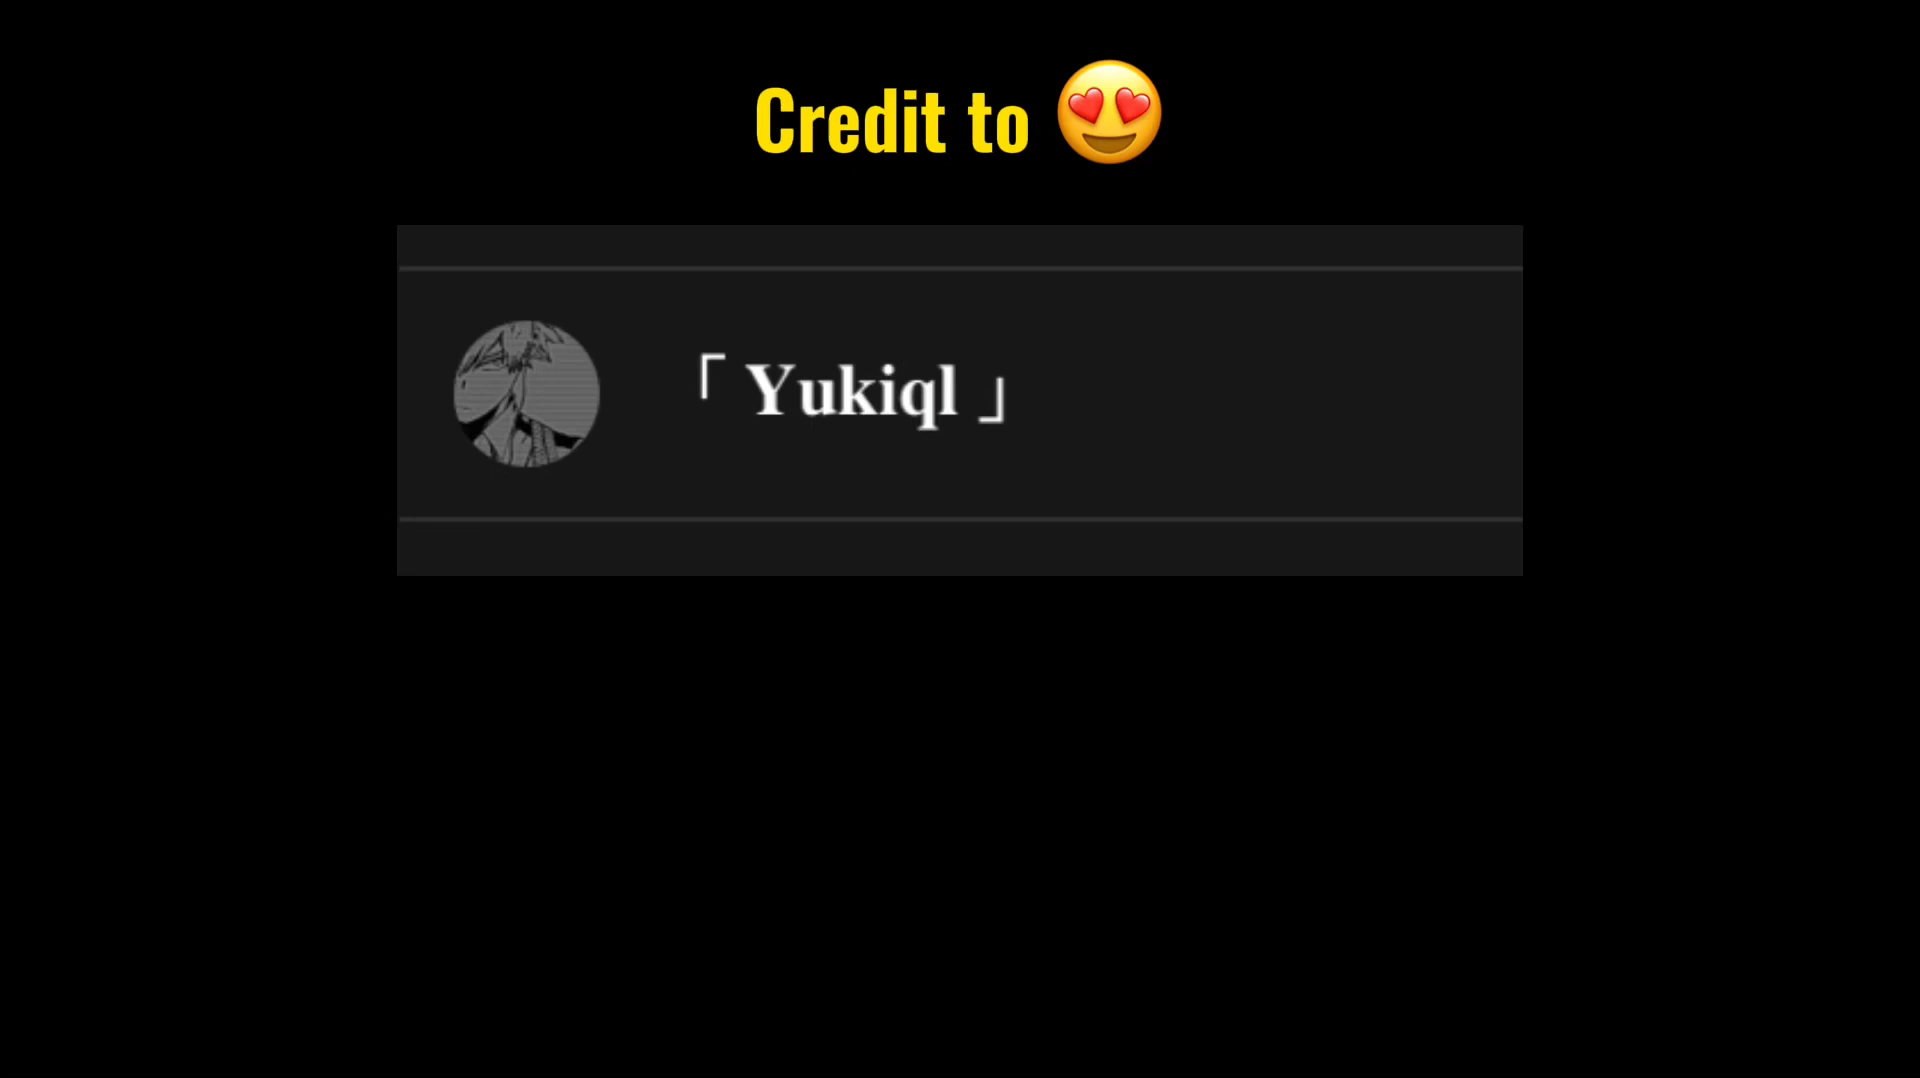 Credit to 😍
「 Yukiql 」